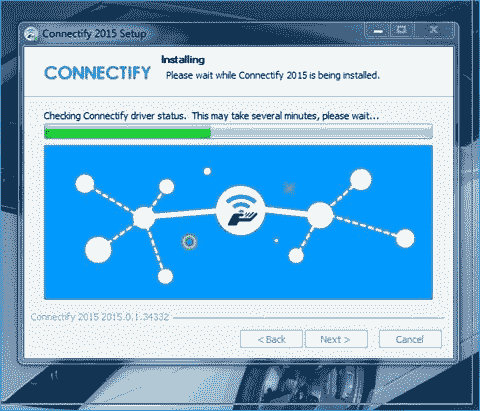 Connectify 2015 Setup
Installing
CONNECTIFY
Please wait while Connectify 2015 is being installed.
Checking Connectify driver status. This may take several minutes, please wait...
Connectify 2015 2015.0.1.34332
< Back
Next >
Cancel